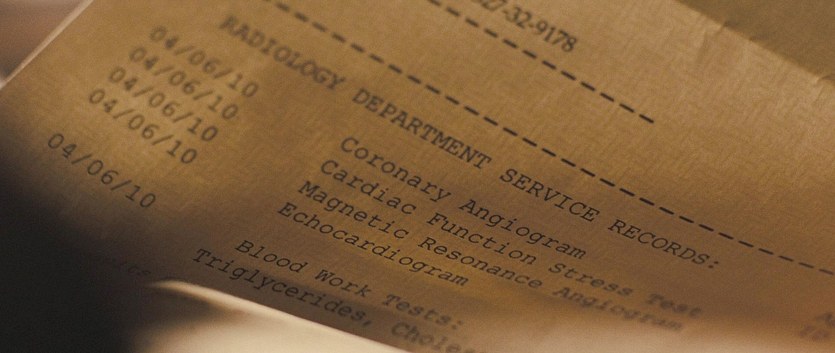 32-9178
RADIOLOGY DEPARTMENT SERVICE RECORDS:
04/06/10 Coronary Angiogram
04/06/10 Cardiac Function Stress Test
04/06/10 Magnetic Resonance Angiogram
04/06/10 Echocardiogram
04/06/10 Blood Work Tests:
Triglycerides,